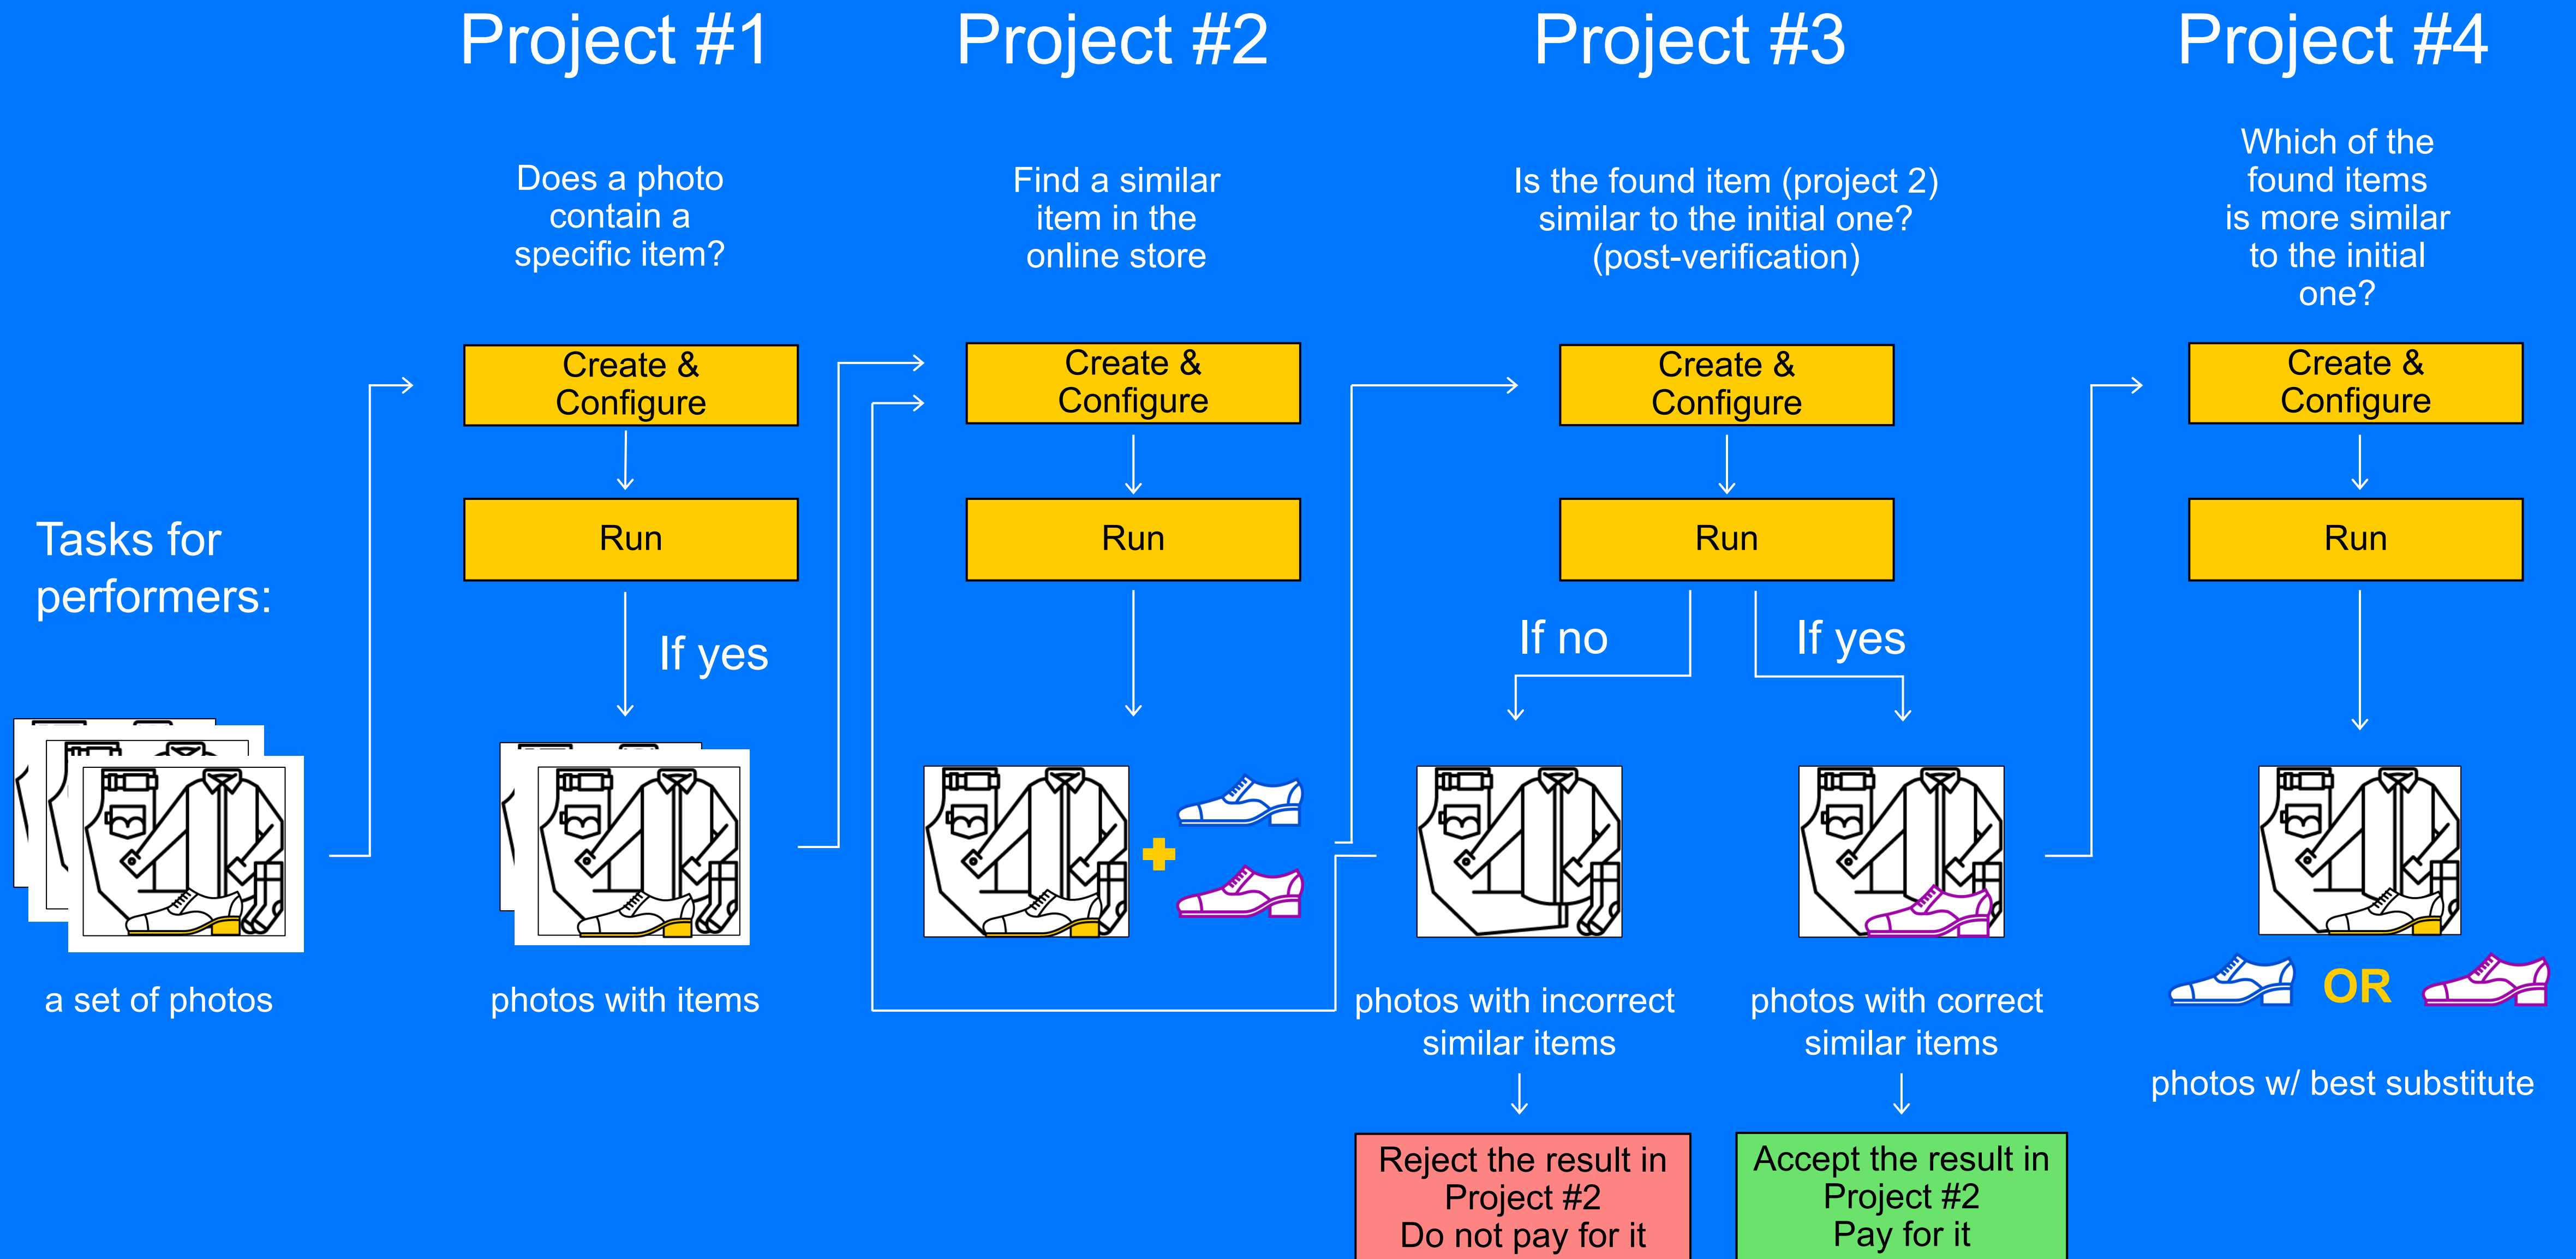 Project #1
Project #2
Project #3
Project #4
Does a photo
contain a
specific item?
Find a similar
item in the
online store
Is the found item (project 2)
similar to the initial one?
(post-verification)
Which of the
found items
is more similar
to the initial
one?
Create &
Configure
Create &
Configure
Create &
Configure
Create &
Configure
Tasks for
performers:
Run
Run
Run
Run
If yes
If no
If yes
a set of photos
photos with items
photos with incorrect
similar items
photos with correct
similar items
OR
photos w/ best substitute
Reject the result in
Project #2
Do not pay for it
Accept the result in
Project #2
Pay for it